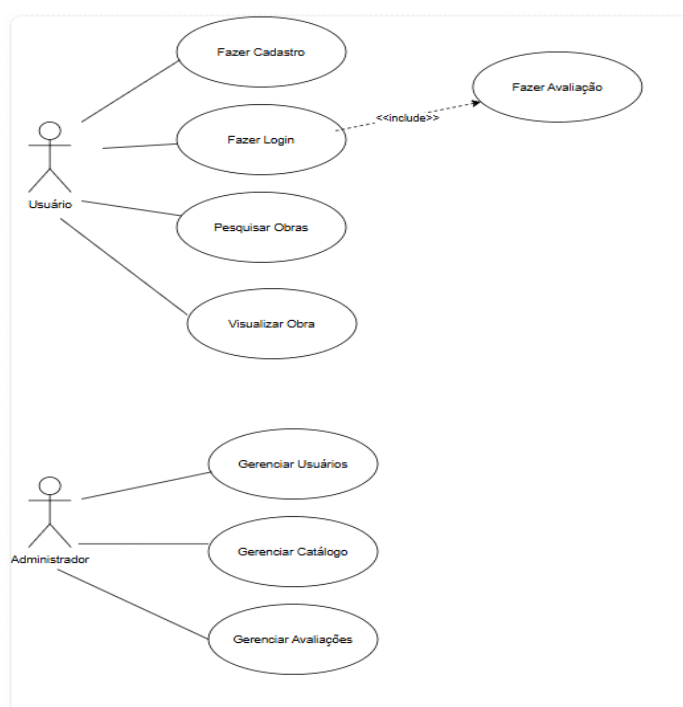 Fazer Cadastro
Fazer Avaliação
<<include>>
Fazer Login
Usuário
Pesquisar Obras
Visualizar Obra
Gerenciar Usuários
Gerenciar Catálogo
Administrador
Gerenciar Avaliações